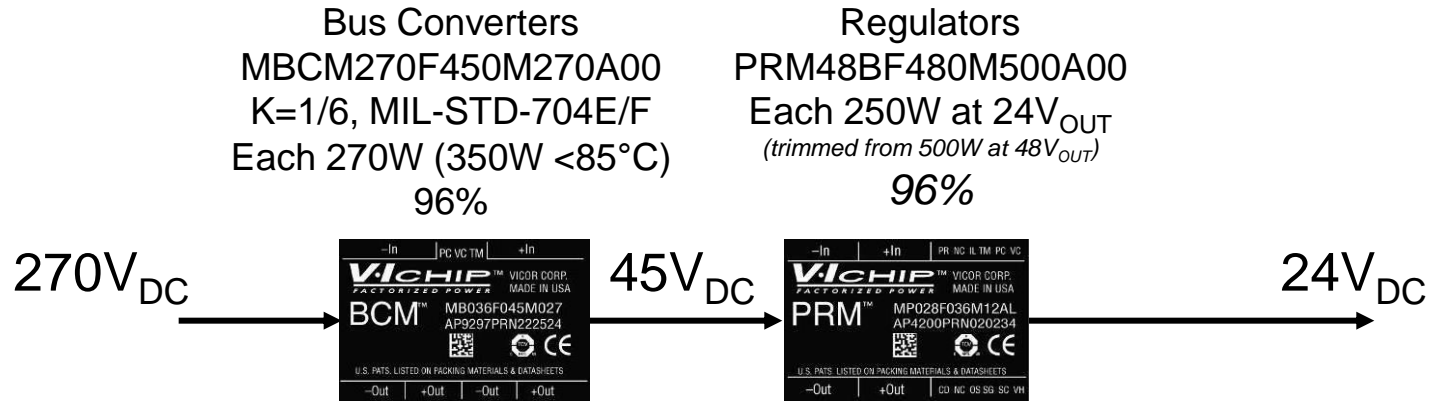 Bus Converters
MBCM270F450M270A00
K=1/6, MIL-STD-704E/F
Each 270W (350W <85°C)
96%
Regulators
PRM48BF480M500A00
Each 250W at 24VOUT
(trimmed from 500W at 48VOUT)
96%
270VDC
–In PC VC TM +In
V·I CHIP™ VICOR CORP.
FACTORIZED POWER MADE IN USA
BCM™ MB036F045M027
AP9297PRN222524
CE
U.S. PATS. LISTED ON PACKING MATERIALS & DATASHEETS
–Out +Out –Out +Out
45VDC
–In +In PR NC IL TM PC VC
V·I CHIP™ VICOR CORP.
FACTORIZED POWER MADE IN USA
PRM™ MP028F036M12AL
AP4200PRN020234
CE
U.S. PATS. LISTED ON PACKING MATERIALS & DATASHEETS
–Out +Out CD NC OS SG SC VH
24VDC